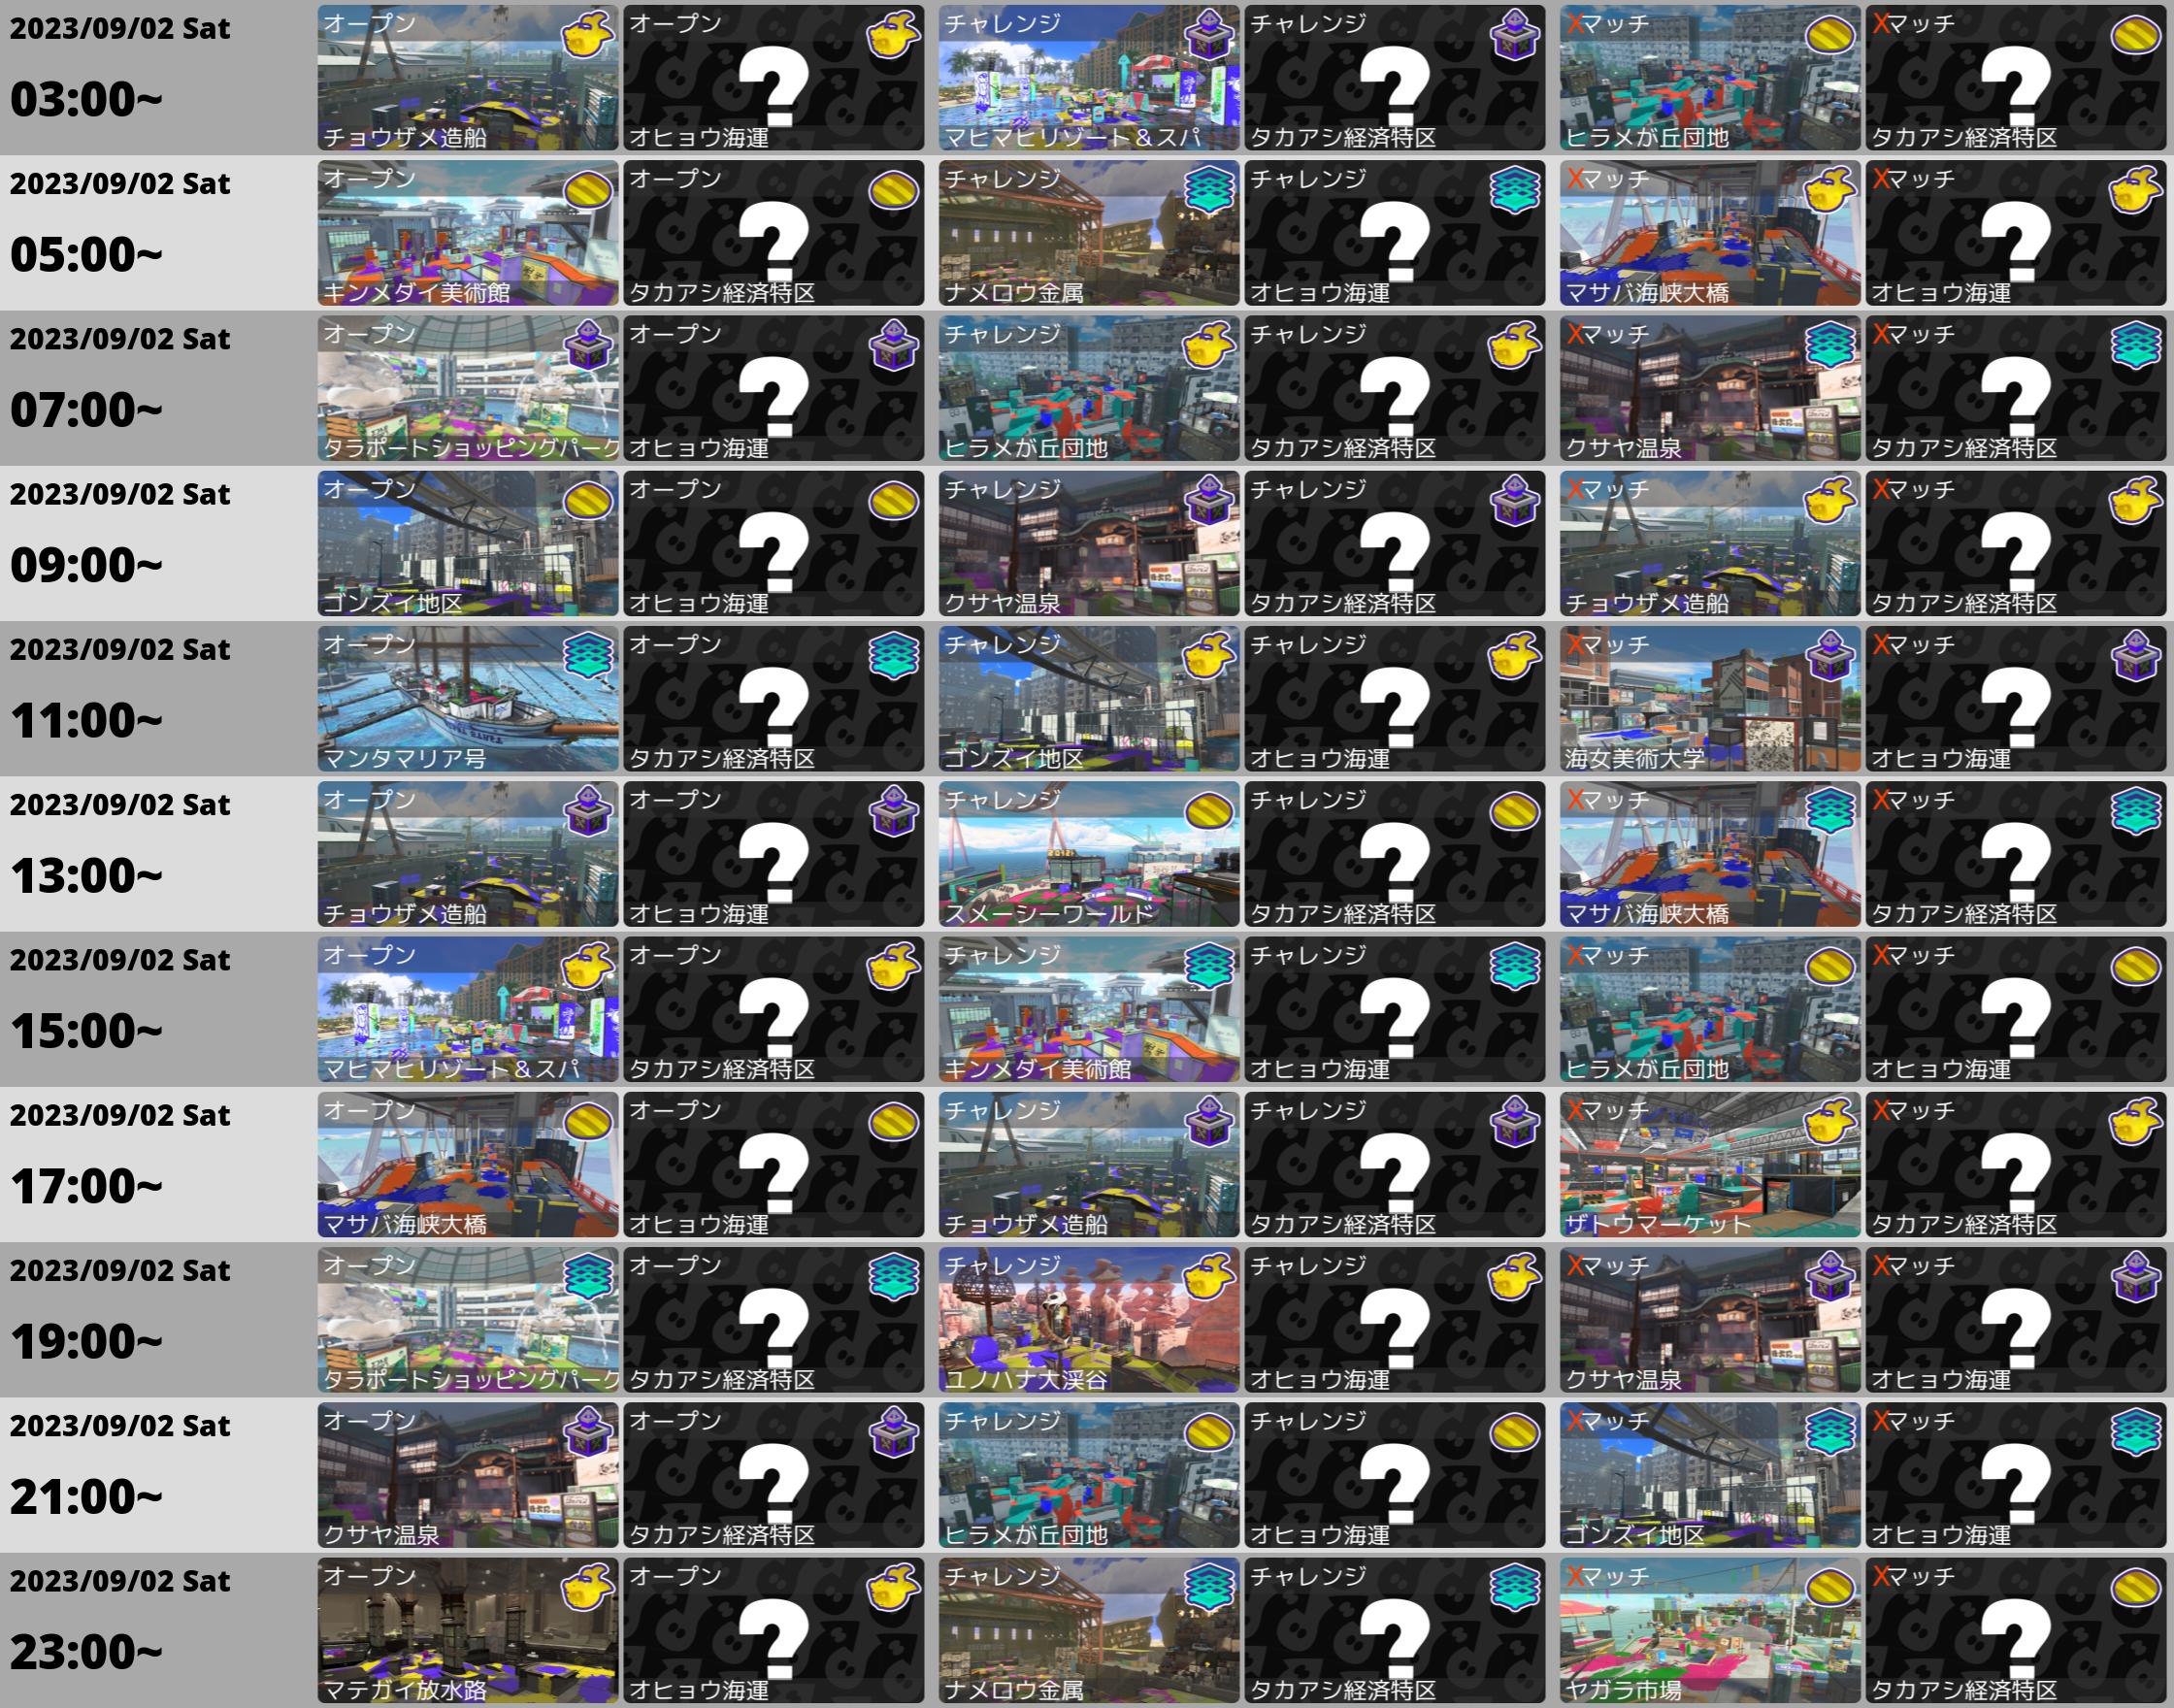 2023/09/02 Sat
03:00~
オープン
チョウザメ造船
オープン
オヒョウ海運
チャレンジ
マヒマヒリゾート&スパ
チャレンジ
タカアシ経済特区
Xマッチ
ヒラメが丘団地
Xマッチ
タカアシ経済特区
2023/09/02 Sat
05:00~
オープン
キンメダイ美術館
オープン
タカアシ経済特区
チャレンジ
ナメロウ金属
チャレンジ
オヒョウ海運
Xマッチ
マサバ海峡大橋
Xマッチ
オヒョウ海運
2023/09/02 Sat
07:00~
オープン
タラポートショッピングパーク
オープン
オヒョウ海運
チャレンジ
ヒラメが丘団地
チャレンジ
タカアシ経済特区
Xマッチ
クサヤ温泉
Xマッチ
タカアシ経済特区
2023/09/02 Sat
09:00~
オープン
ゴンズイ地区
オープン
オヒョウ海運
チャレンジ
クサヤ温泉
チャレンジ
タカアシ経済特区
Xマッチ
チョウザメ造船
Xマッチ
タカアシ経済特区
2023/09/02 Sat
11:00~
オープン
マンタマリア号
オープン
タカアシ経済特区
チャレンジ
ゴンズイ地区
チャレンジ
オヒョウ海運
Xマッチ
海女美術大学
Xマッチ
オヒョウ海運
2023/09/02 Sat
13:00~
オープン
チョウザメ造船
オープン
オヒョウ海運
チャレンジ
スメーシーワールド
チャレンジ
タカアシ経済特区
Xマッチ
マサバ海峡大橋
Xマッチ
タカアシ経済特区
2023/09/02 Sat
15:00~
オープン
マヒマヒリゾート&スパ
オープン
タカアシ経済特区
チャレンジ
キンメダイ美術館
チャレンジ
オヒョウ海運
Xマッチ
ヒラメが丘団地
Xマッチ
オヒョウ海運
2023/09/02 Sat
17:00~
オープン
マサバ海峡大橋
オープン
オヒョウ海運
チャレンジ
チョウザメ造船
チャレンジ
タカアシ経済特区
Xマッチ
ザトウマーケット
Xマッチ
タカアシ経済特区
2023/09/02 Sat
19:00~
オープン
タラポートショッピングパーク
オープン
タカアシ経済特区
チャレンジ
ユノハナ大渓谷
チャレンジ
オヒョウ海運
Xマッチ
クサヤ温泉
Xマッチ
オヒョウ海運
2023/09/02 Sat
21:00~
オープン
クサヤ温泉
オープン
タカアシ経済特区
チャレンジ
ヒラメが丘団地
チャレンジ
オヒョウ海運
Xマッチ
ゴンズイ地区
Xマッチ
オヒョウ海運
2023/09/02 Sat
23:00~
オープン
マテガイ放水路
オープン
オヒョウ海運
チャレンジ
ナメロウ金属
チャレンジ
タカアシ経済特区
Xマッチ
ヤガラ市場
Xマッチ
タカアシ経済特区